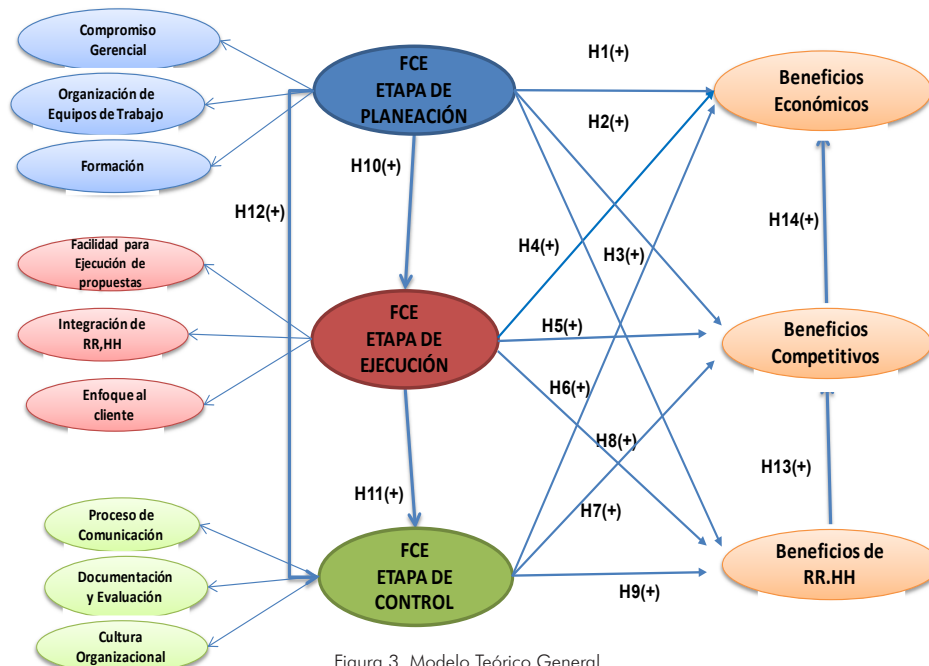 Compromiso
Gerencial
Organización de
Equipos de Trabajo
Formación
FCE
ETAPA DE
PLANEACIÓN
H1(+)
H2(+)
Beneficios
Económicos
H10(+)
H12(+)
H4(+)
H3(+)
H14(+)
Facilidad para
Ejecución de
propuestas
Integración de
RR,HH
Enfoque al
cliente
FCE
ETAPA DE
EJECUCIÓN
H5(+)
Beneficios
Competitivos
H6(+)
H8(+)
H13(+)
H11(+)
H7(+)
Proceso de
Comunicación
Documentación
y Evaluación
Cultura
Organizacional
FCE
ETAPA DE
CONTROL
H9(+)
Beneficios de
RR.HH
Figura 3. Modelo Teórico General